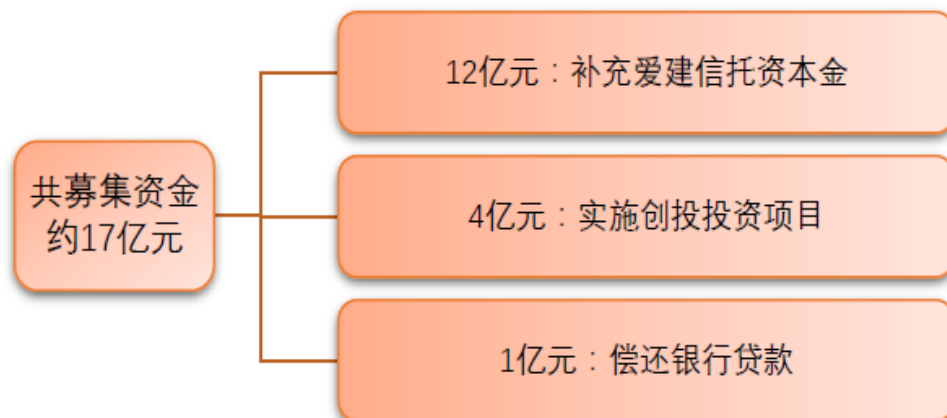 共募集资金
约17亿元
12亿元：补充爱建信托资本金
4亿元：实施创投投资项目
1亿元：偿还银行贷款